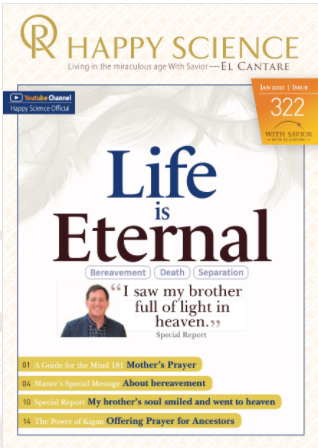 HAPPY SCIENCE
Living in the miraculous age With Savior—EL CANTARE
Youtube Channel
Happy Science Official
JAN 2021 | ISSUE
322
WITH SAVIOR
Life
is
Eternal
Bereavement Death Separation
“I saw my brother
full of light in
heaven.”
Special Report
01 A Guide for the Mind 193 Mother's Prayer
04 Master's Special Message About bereavement
10 Special Report My brother's soul smiled and went to heaven
14 The Power of Kigan Offering Prayer for Ancestors